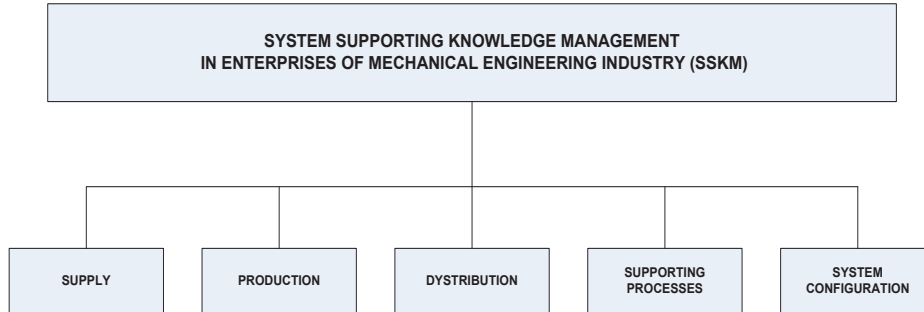 SYSTEM SUPPORTING KNOWLEDGE MANAGEMENT
IN ENTERPRISES OF MECHANICAL ENGINEERING INDUSTRY (SSKM)
SUPPLY
PRODUCTION
DYSTRIBUTION
SUPPORTING
PROCESSES
SYSTEM
CONFIGURATION